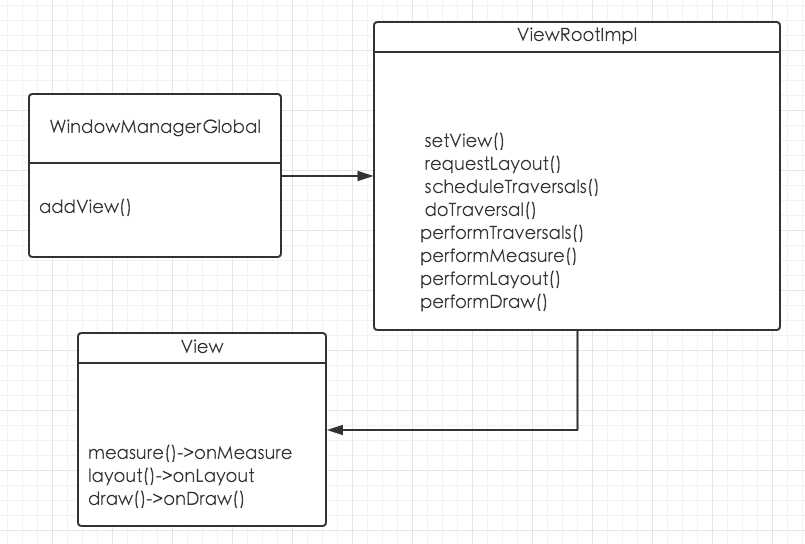 ViewRootImpl
WindowManagerGlobal
addView()
setView()
requestLayout()
scheduleTraversals()
doTraversal()
performTraversals()
performMeasure()
performLayout()
performDraw()
View
measure()->onMeasure
layout()->onLayout
draw()->onDraw()